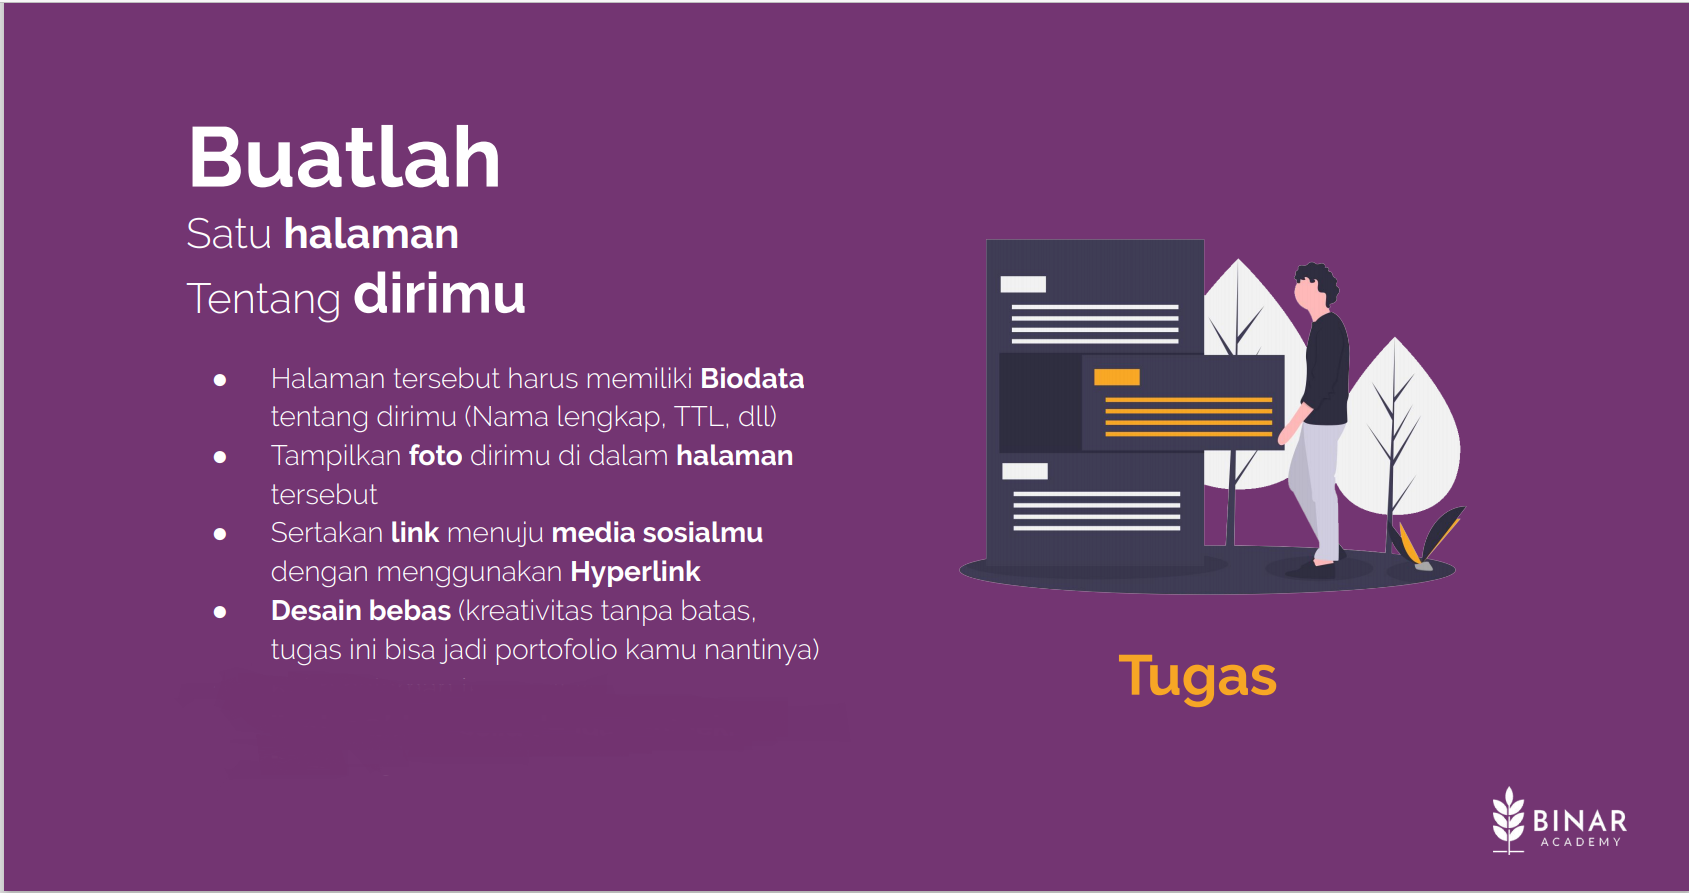 Buatlah
Satu halaman
Tentang dirimu
● Halaman tersebut harus memiliki Biodata
tentang dirimu (Nama lengkap, TTL, dll)
● Tampilkan foto dirimu di dalam halaman
tersebut
● Sertakan link menuju media sosialmu
dengan menggunakan Hyperlink
● Desain bebas (kreativitas tanpa batas,
tugas ini bisa jadi portofolio kamu nantinya)
Tugas
BINAR
ACADEMY